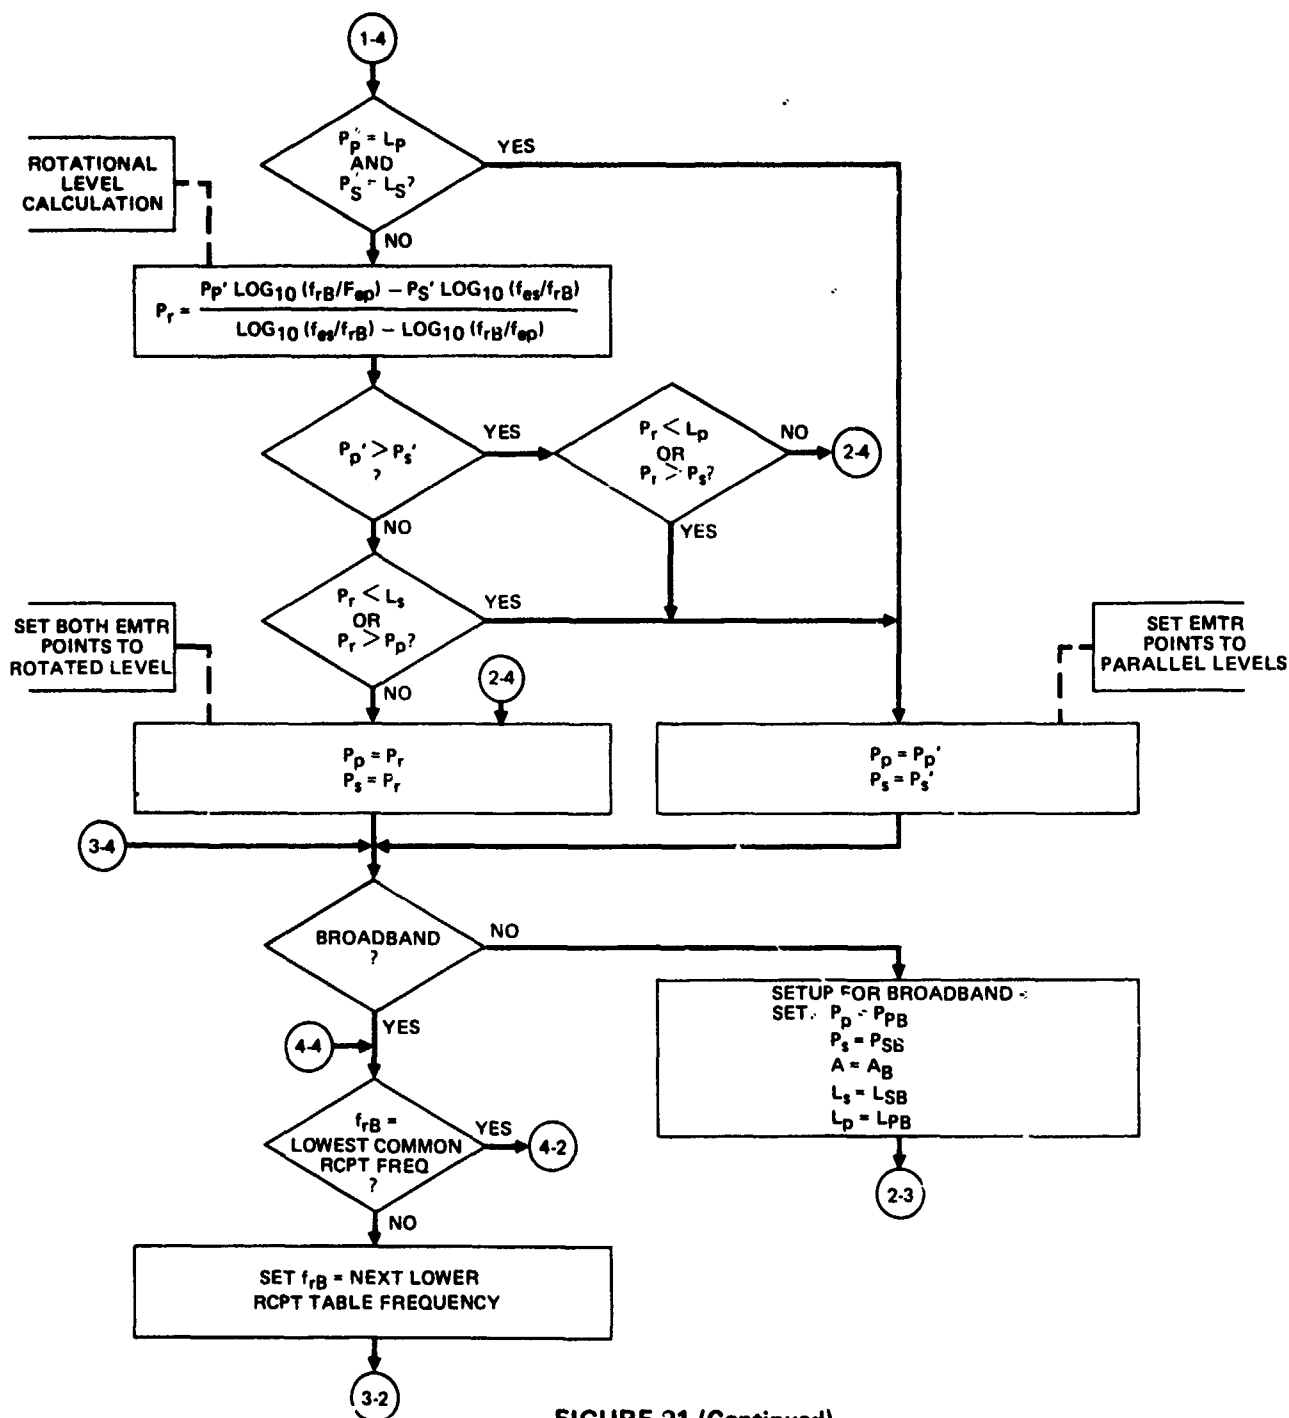 1-4
P_P' = L_P
AND
P_S' = L_S?
YES
NO
ROTATIONAL
LEVEL
CALCULATION
P_r = (P_P' LOG_10 (f_rB/F_ep) − P_S' LOG_10 (f_es/f_rB)) / (LOG_10 (f_es/f_rB) − LOG_10 (f_rB/f_ep))
P_p' > P_s'
?
YES
NO
P_r < L_p
OR
P_r > P_s?
NO
2-4
YES
P_r < L_s
OR
P_r > P_p?
YES
NO
SET BOTH EMTR
POINTS TO
ROTATED LEVEL
2-4
SET EMTR
POINTS TO
PARALLEL LEVELS
P_p = P_r
P_s = P_r
P_p = P_p'
P_s = P_s'
3-4
BROADBAND
?
NO
YES
SETUP FOR BROADBAND -
SET: P_p = P_PB
P_s = P_SB
A = A_B
L_s = L_SB
L_p = L_PB
2-3
4-4
f_rB =
LOWEST COMMON
RCPT FREQ
?
YES
4-2
NO
SET f_rB = NEXT LOWER
RCPT TABLE FREQUENCY
3-2
FIGURE 21 (Continued)